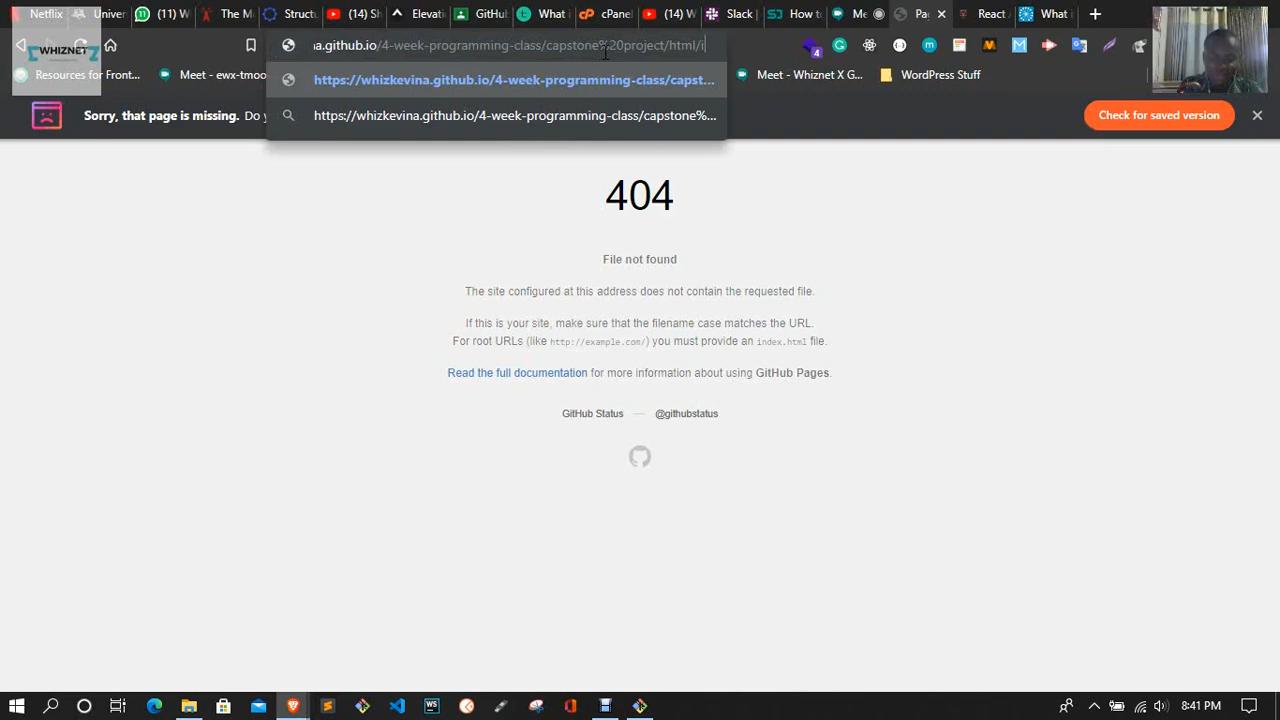 Netflix
Univer
(11) W
The M
Structu
(14) Sh
Elevate
GitHub
What i
cP cPanel
(14) W
Slack |
How to
Me
Pa
React J
What i
WHIZNET
a.github.io/4-week-programming-class/capstone%20project/html/i
4
Resources for Front...
Meet - ewx-tmoo
https://whizkevina.github.io/4-week-programming-class/capst...
Meet - Whiznet X G...
WordPress Stuff
Sorry, that page is missing. Do y
https://whizkevina.github.io/4-week-programming-class/capstone%...
Check for saved version
404
File not found
The site configured at this address does not contain the requested file.
If this is your site, make sure that the filename case matches the URL.
For root URLs (like http://example.com/) you must provide an index.html file.
Read the full documentation for more information about using GitHub Pages.
GitHub Status — @githubstatus
8:41 PM